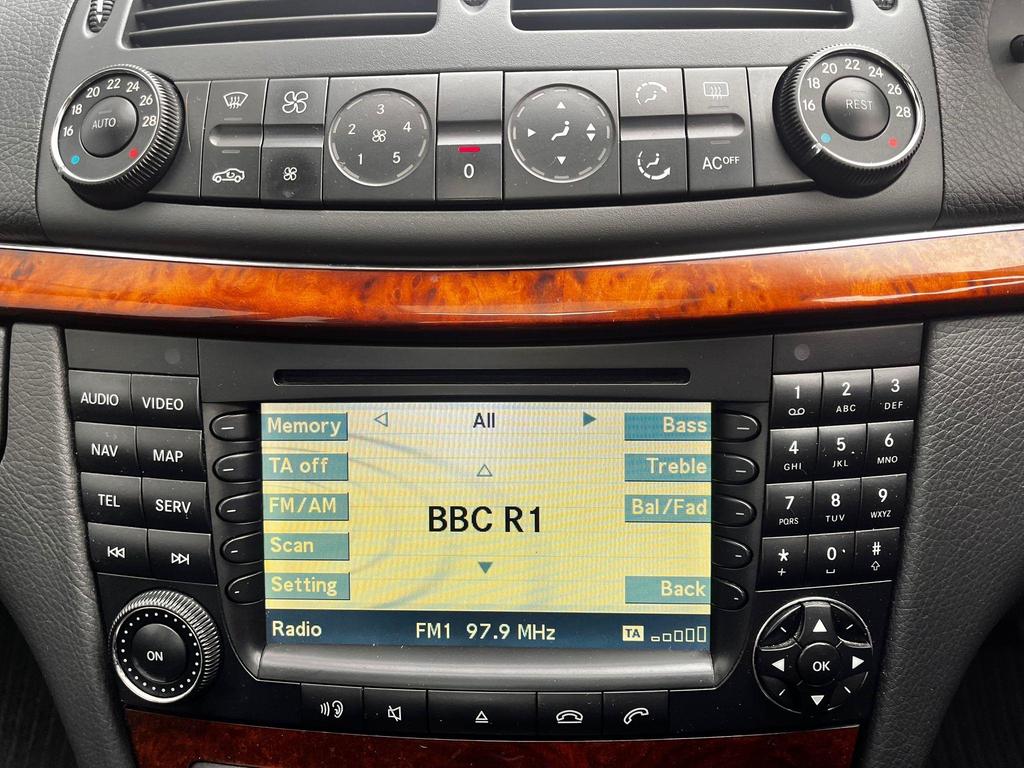 16 18 20 22 24 26 28
AUTO
1 2 3 4 5
0
AC OFF
16 18 20 22 24 26 28
REST
AUDIO VIDEO
NAV MAP
TEL SERV
ON
Memory
TA off
FM/AM
Scan
Setting
All
BBC R1
Bass
Treble
Bal/Fad
Back
Radio FM1 97.9 MHz TA
1 2 ABC 3 DEF
4 GHI 5 JKL 6 MNO
7 PQRS 8 TUV 9 WXYZ
* + 0 #
OK